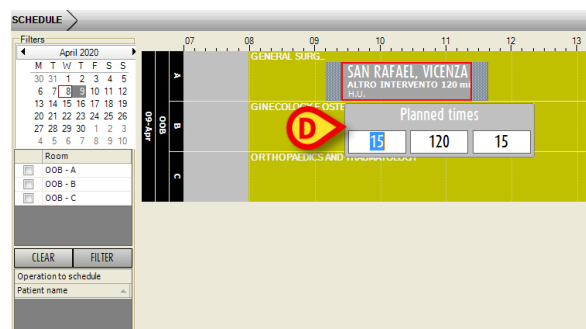 SCHEDULE
Filters
April 2020
M T W T F S S
30 31 1 2 3 4 5
6 7 8 9 10 11 12
13 14 15 16 17 18 19
20 21 22 23 24 25 26
27 28 29 30 1 2 3
4 5 6 7 8 9 10
Room
OOB - A
OOB - B
OOB - C
CLEAR FILTER
Operation to schedule
Patient name
07 08 09 10 11 12 13
09-Apr
OOB
A
GENERAL SURG...
SAN RAFAEL, VICENZA
ALTRO INTERVENTO 120 mi
H.U.
B
GINECOLOGY E OSTE
D
Planned times
15 120 15
C
ORTHOPAEDICS AND TRAUMATOLOGY